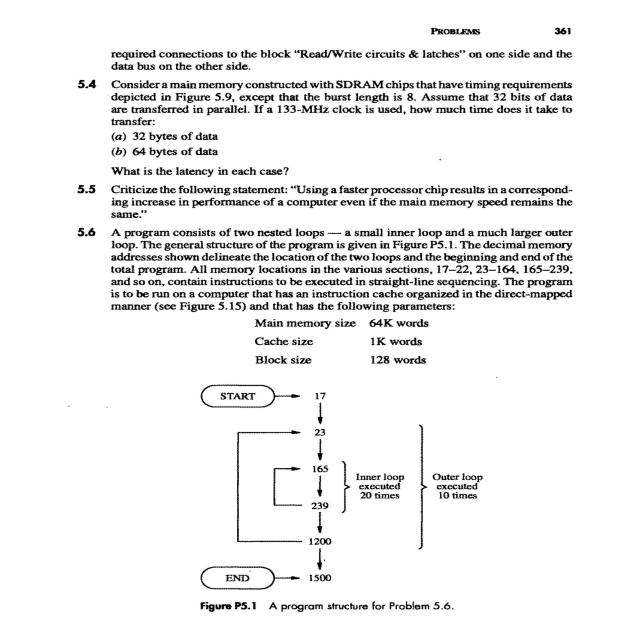 PROBLEMS 361
required connections to the block “Read/Write circuits & latches” on one side and the
data bus on the other side.
5.4 Consider a main memory constructed with SDRAM chips that have timing requirements
depicted in Figure 5.9, except that the burst length is 8. Assume that 32 bits of data
are transferred in parallel. If a 133-MHz clock is used, how much time does it take to
transfer:
(a) 32 bytes of data
(b) 64 bytes of data
What is the latency in each case?
5.5 Criticize the following statement: “Using a faster processor chip results in a correspond-
ing increase in performance of a computer even if the main memory speed remains the
same.”
5.6 A program consists of two nested loops — a small inner loop and a much larger outer
loop. The general structure of the program is given in Figure P5.1. The decimal memory
addresses shown delineate the location of the two loops and the beginning and end of the
total program. All memory locations in the various sections, 17–22, 23–164, 165–239,
and so on, contain instructions to be executed in straight-line sequencing. The program
is to be run on a computer that has an instruction cache organized in the direct-mapped
manner (see Figure 5.15) and that has the following parameters:
Main memory size 64K words
Cache size 1K words
Block size 128 words
START 17
23
165
Inner loop
executed
20 times
Outer loop
executed
10 times
239
1200
END 1500
Figure P5.1 A program structure for Problem 5.6.